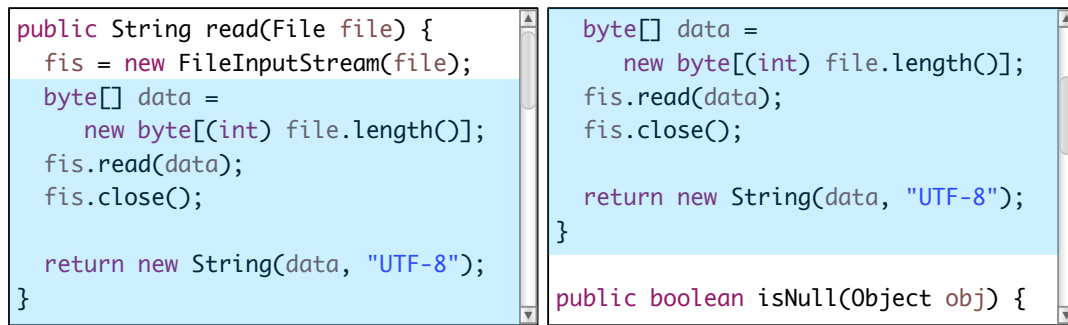 public String read(File file) {
fis = new FileInputStream(file);
byte[] data =
new byte[(int) file.length()];
fis.read(data);
fis.close();
return new String(data, "UTF-8");
}
byte[] data =
new byte[(int) file.length()];
fis.read(data);
fis.close();
return new String(data, "UTF-8");
}
public boolean isNull(Object obj) {